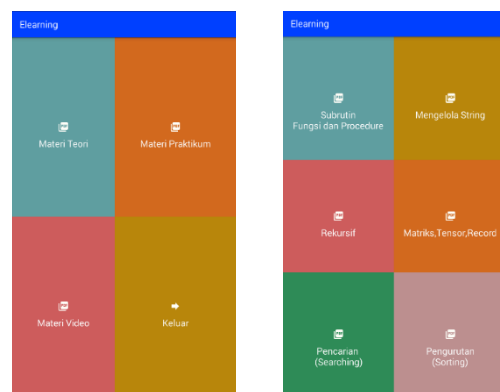 Elearning
Materi Teori
Materi Praktikum
Materi Video
Keluar
Elearning
Subrutin
Fungsi dan Procedure
Mengelola String
Rekursif
Matriks,Tensor,Record
Pencarian
(Searching)
Pengurutan
(Sorting)